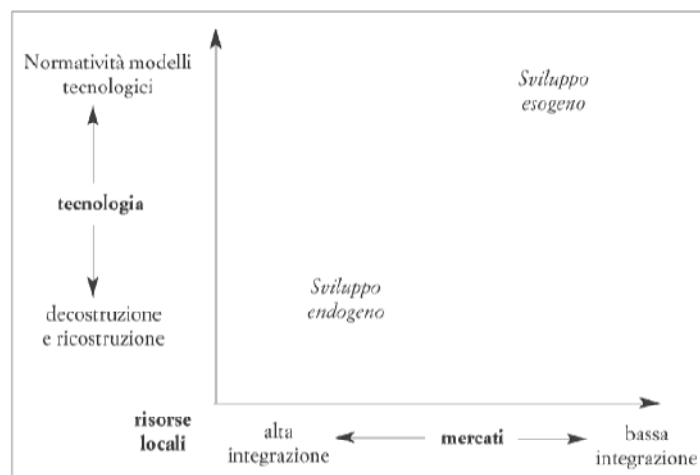 Normatività modelli
tecnologici
Sviluppo
esogeno
tecnologia
Sviluppo
endogeno
decostruzione
e ricostruzione
risorse
locali
alta
integrazione
mercati
bassa
integrazione